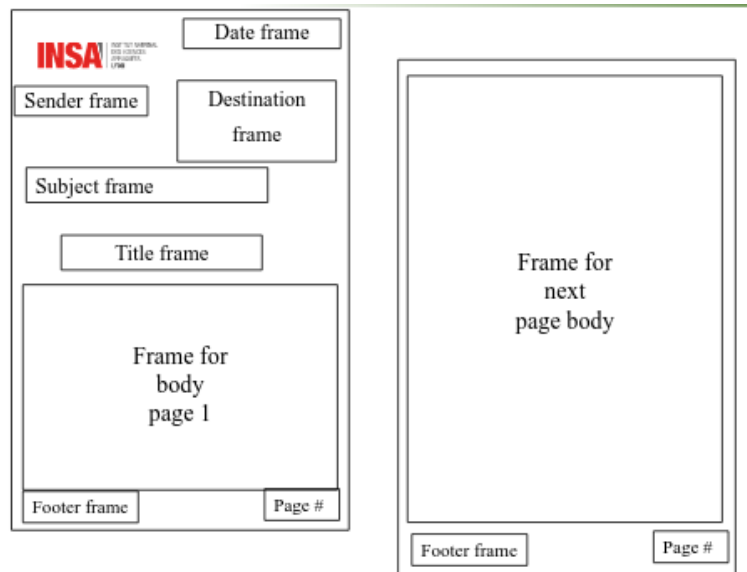 Date frame
INSA
Sender frame
Destination
frame
Subject frame
Title frame
Frame for
body
page 1
Footer frame
Page #
Frame for
next
page body
Footer frame
Page #